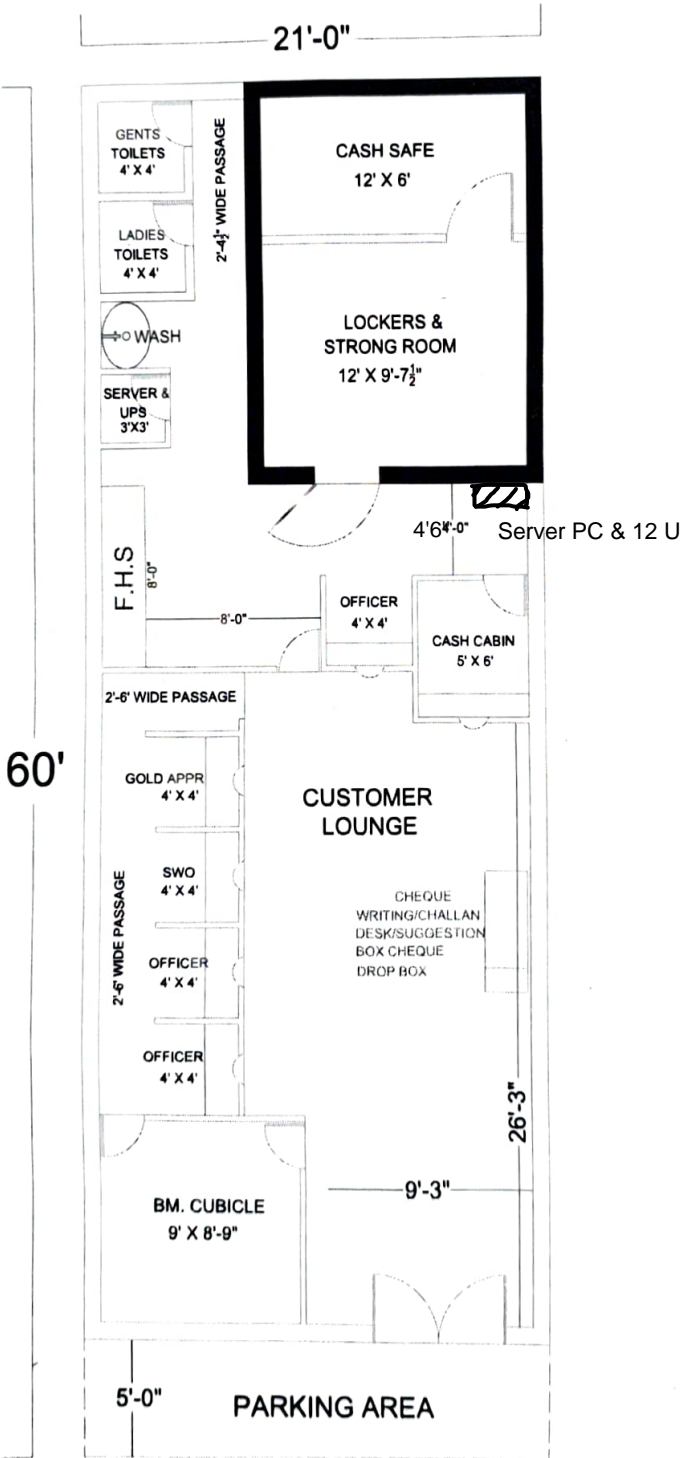 21'-0"
GENTS
TOILETS
4' X 4'
2'-4½" WIDE PASSAGE
CASH SAFE
12' X 6'
LADIES
TOILETS
4' X 4'
WASH
LOCKERS &
STRONG ROOM
12' X 9'-7½"
SERVER &
UPS
3'X3'
4'6
4'-0"
Server PC & 12 U
F.H.S
8'-0"
8'-0"
OFFICER
4' X 4'
CASH CABIN
5' X 6'
2'-6' WIDE PASSAGE
60'
GOLD APPR
4' X 4'
CUSTOMER
LOUNGE
SWO
4' X 4'
2'-6' WIDE PASSAGE
CHEQUE
WRITING/CHALLAN
DESK/SUGGESTION
BOX CHEQUE
DROP BOX
OFFICER
4' X 4'
OFFICER
4' X 4'
26'-3"
9'-3"
BM. CUBICLE
9' X 8'-9"
5'-0"
PARKING AREA